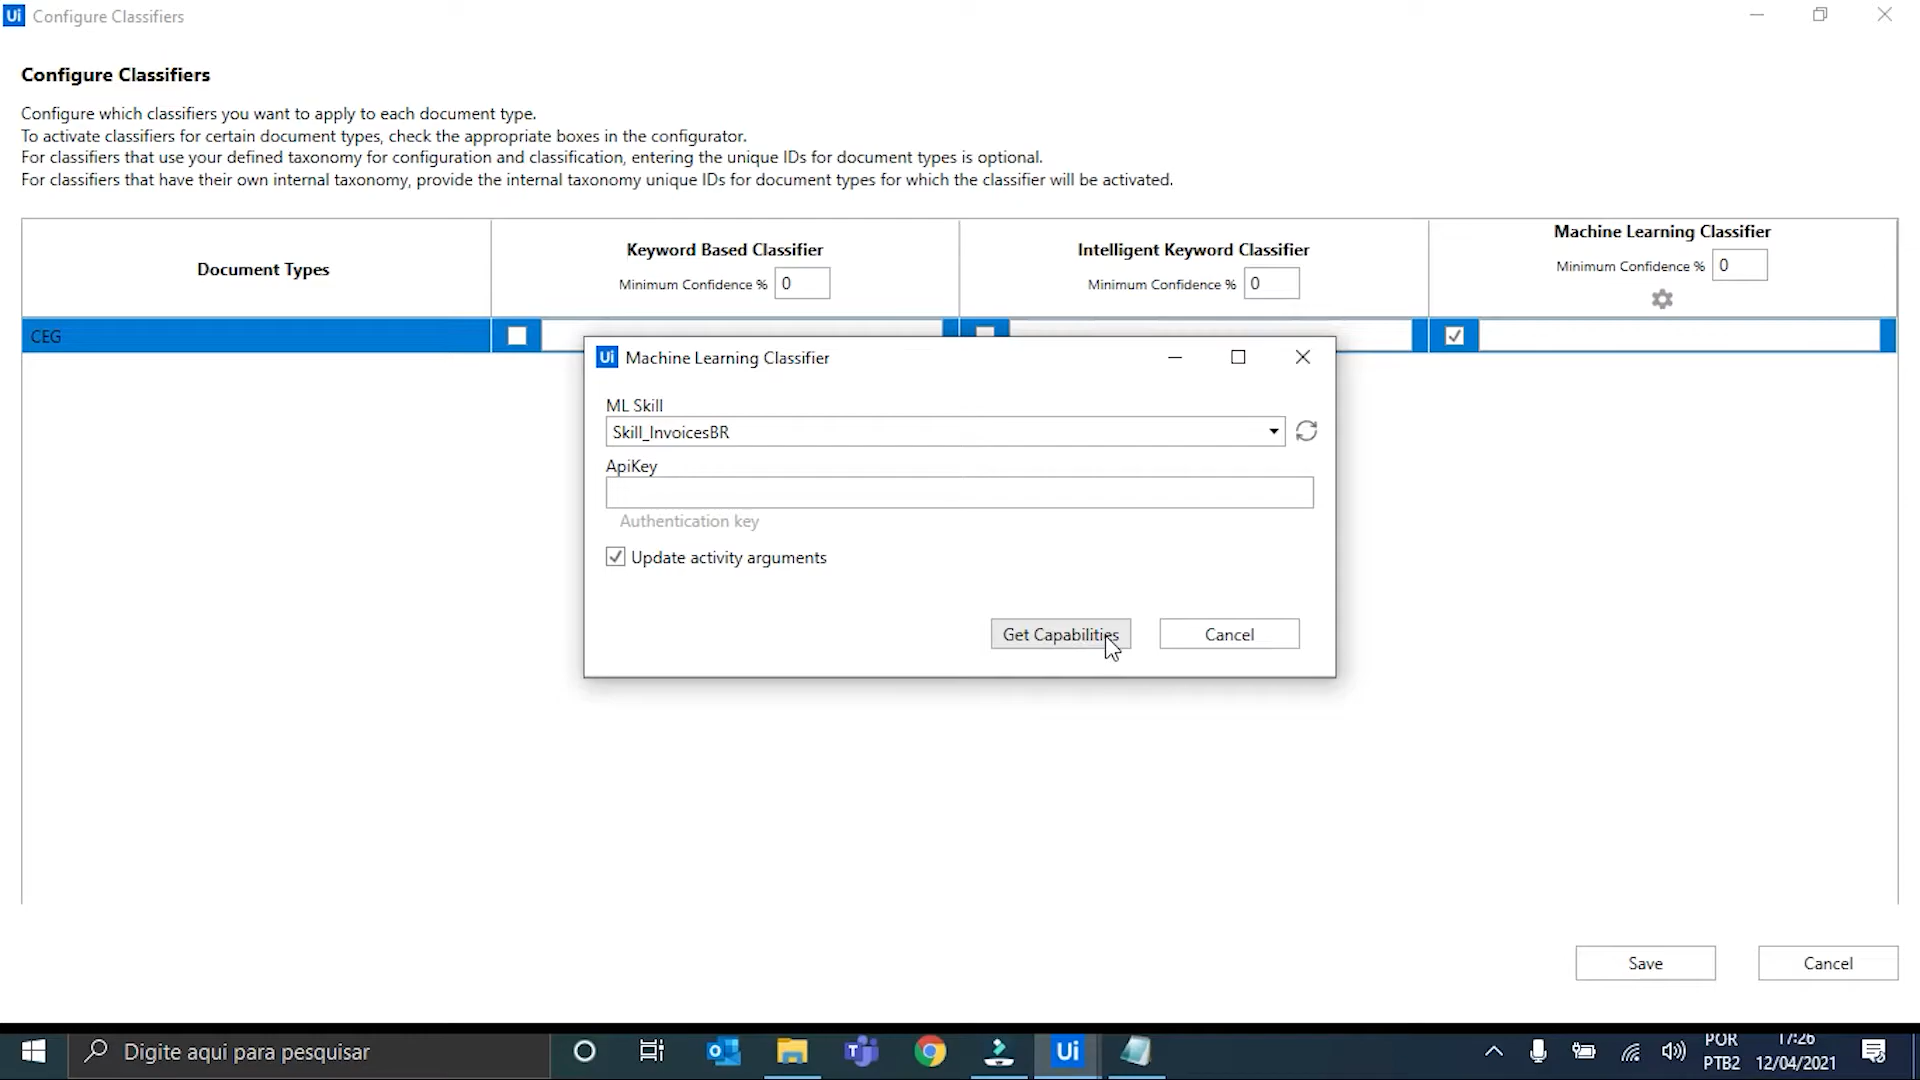 Ui Configure Classifiers
Configure Classifiers
Configure which classifiers you want to apply to each document type.
To activate classifiers for certain document types, check the appropriate boxes in the configurator.
For classifiers that use your defined taxonomy for configuration and classification, entering the unique IDs for document types is optional.
For classifiers that have their own internal taxonomy, provide the internal taxonomy unique IDs for document types for which the classifier will be activated.
Document Types
Keyword Based Classifier
Minimum Confidence % 0
Intelligent Keyword Classifier
Minimum Confidence % 0
Machine Learning Classifier
Minimum Confidence % 0
CEG
Ui Machine Learning Classifier
ML Skill
Skill_InvoicesBR
ApiKey
Authentication key
Update activity arguments
Get Capabilities
Cancel
Save
Cancel
Digite aqui para pesquisar
Ui
POR
PTB2
17:26
12/04/2021